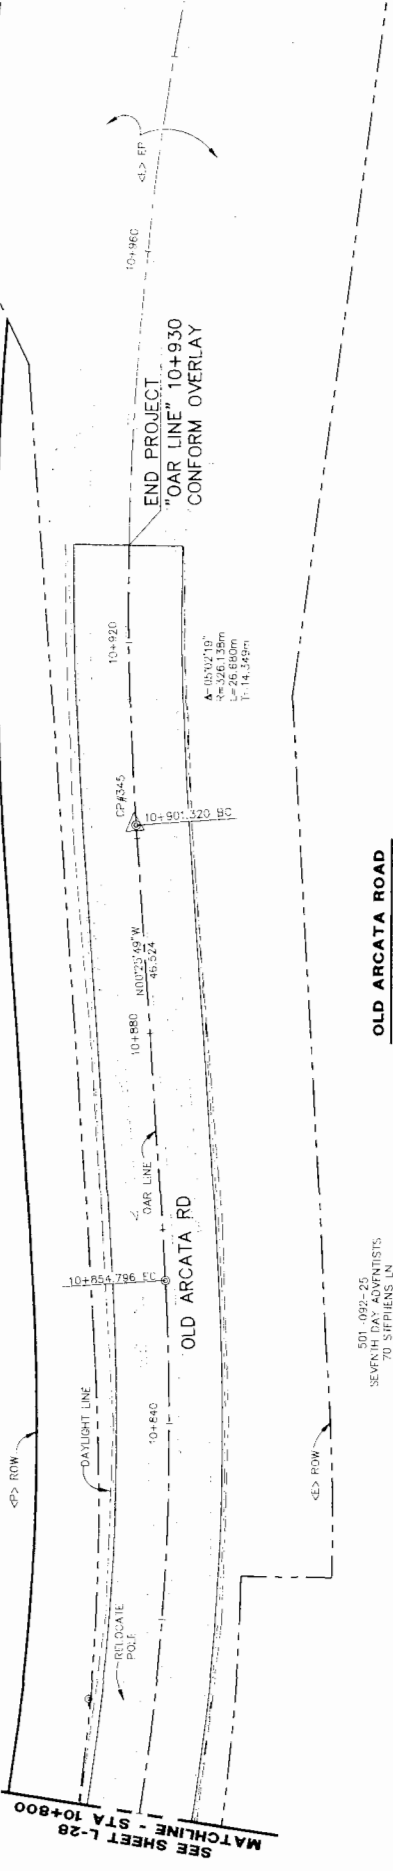 <E> EP
10+960
END PROJECT
"OAR LINE" 10+930
CONFORM OVERLAY
10+920
Δ=05°02'19"
R=326.138m
L=26.680m
T=14.349m
CP#345
10+901.320 BC
N00°25'49"W
46.524
10+880
OAR LINE
OLD ARCATA RD
10+854.796 EC
OLD ARCATA ROAD
10+840
DAYLIGHT LINE
<P> ROW
<E> ROW
501-092-25
SEVENTH DAY ADVENTISTS
70 STEPHENS LN
RELOCATE
POLE
MATCHLINE - STA 10+800
SEE SHEET L-28